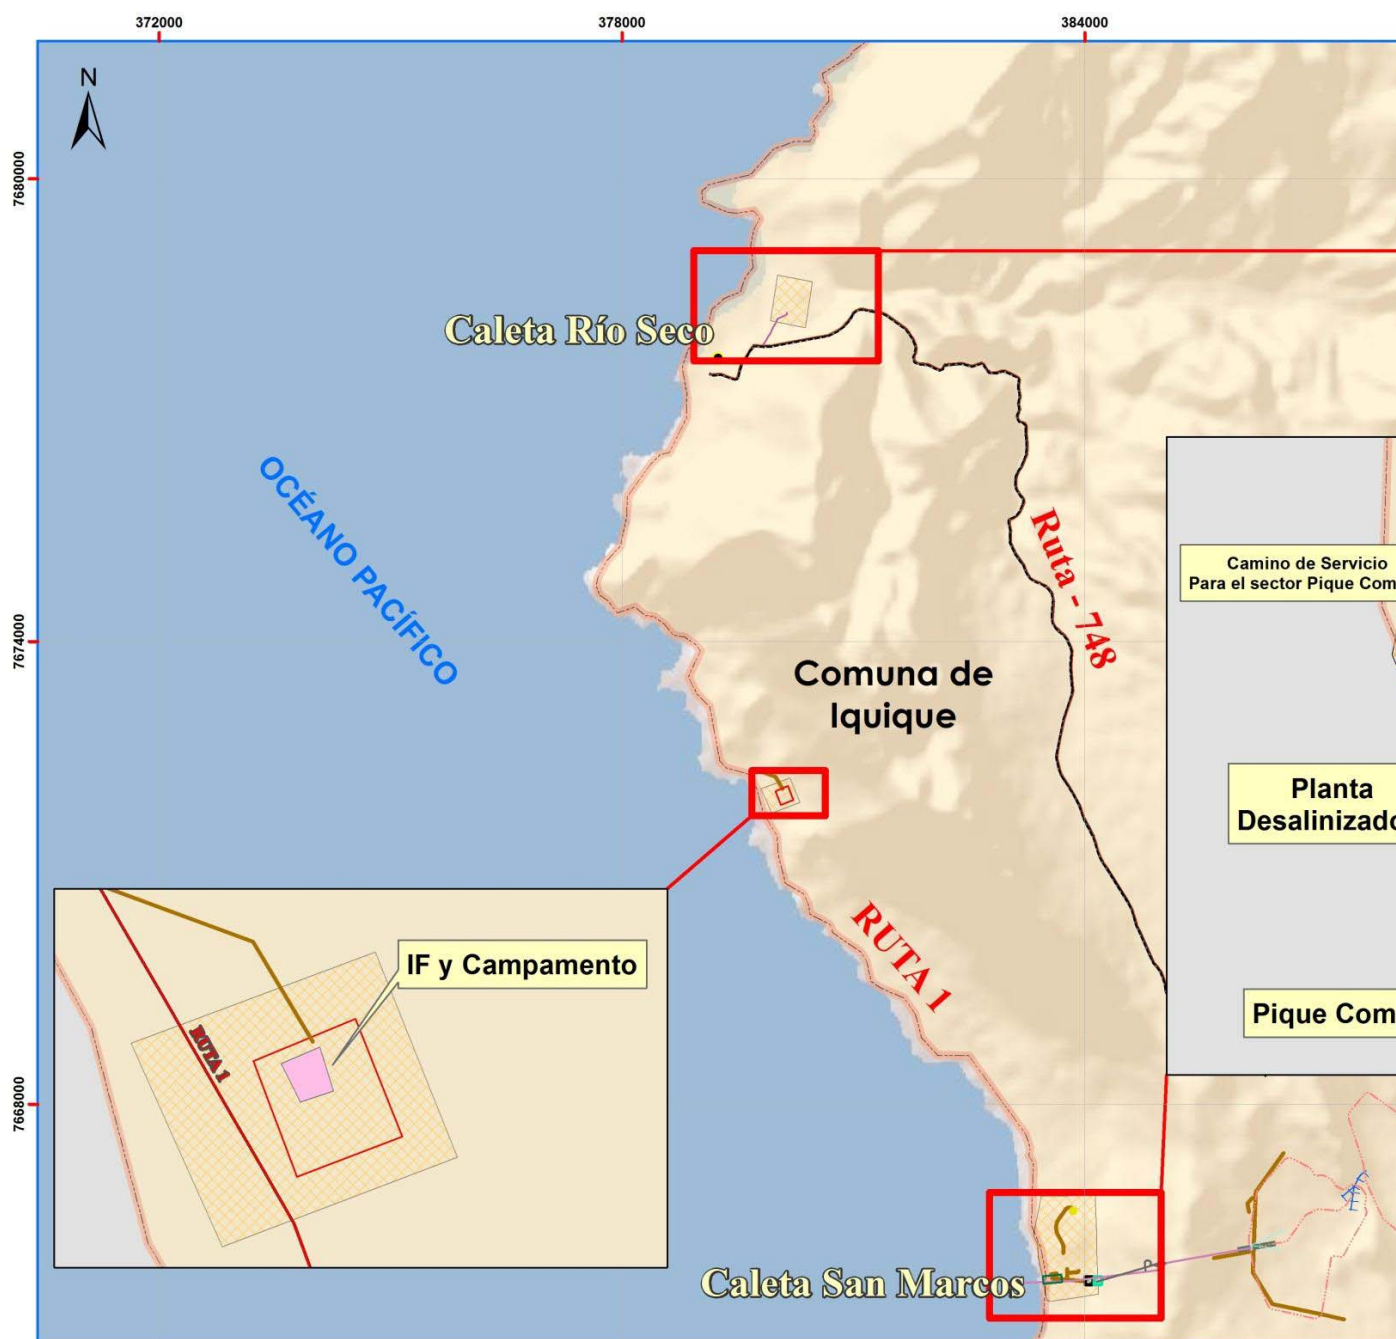 372000
378000
384000
N
7680000
Caleta Río Seco
OCÉANO PACÍFICO
Ruta - 748
Camino de Servicio
Para el sector Pique Com
7674000
Comuna de
Iquique
Planta
Desalinizado
RUTA 1
IF y Campamento
Pique Com
RUTA 1
7668000
Caleta San Marcos